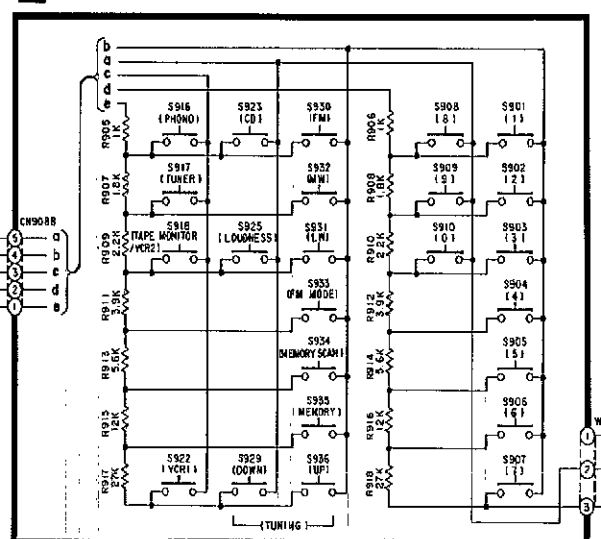 b
a
c
d
e
R905 1K
S916 (PHONO)
S923 (CD)
S930 (FM)
R906 1K
S908 (8)
S901 (1)
R907 1.8K
S917 (TUNER)
S932 (MW)
R908 1.8K
S909 (9)
S902 (2)
CN908B
5 a
4 b
3 c
2 d
1 e
R909 2.2K
S918 (TAPE MONITOR /VCR2)
S925 (LOUDNESS)
S931 (LW)
R910 2.2K
S910 (0)
S903 (3)
R911 3.9K
S933 (FM MODE)
R912 3.9K
S904 (4)
R913 5.6K
S934 (MEMORY SCAN)
R914 5.6K
S905 (5)
R915 12K
S935 (MEMORY)
R916 12K
S906 (6)
R917 27K
S922 (VCR1)
S929 (DOWN)
S936 (UP)
R918 27K
S907 (7)
(TUNING)
1
2
3